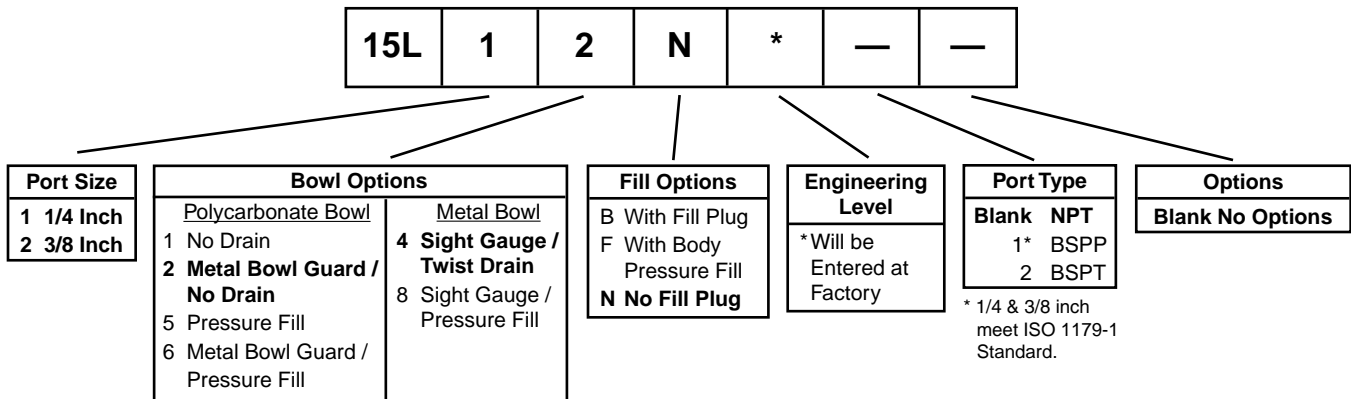 15L 1 2 N * — —
Port Size
1 1/4 Inch
2 3/8 Inch
Bowl Options
Polycarbonate Bowl
1 No Drain
2 Metal Bowl Guard /
No Drain
5 Pressure Fill
6 Metal Bowl Guard /
Pressure Fill
Metal Bowl
4 Sight Gauge /
Twist Drain
8 Sight Gauge /
Pressure Fill
Fill Options
B With Fill Plug
F With Body
Pressure Fill
N No Fill Plug
Engineering
Level
* Will be
Entered at
Factory
Port Type
Blank NPT
1* BSPP
2 BSPT
* 1/4 & 3/8 inch
meet ISO 1179-1
Standard.
Options
Blank No Options